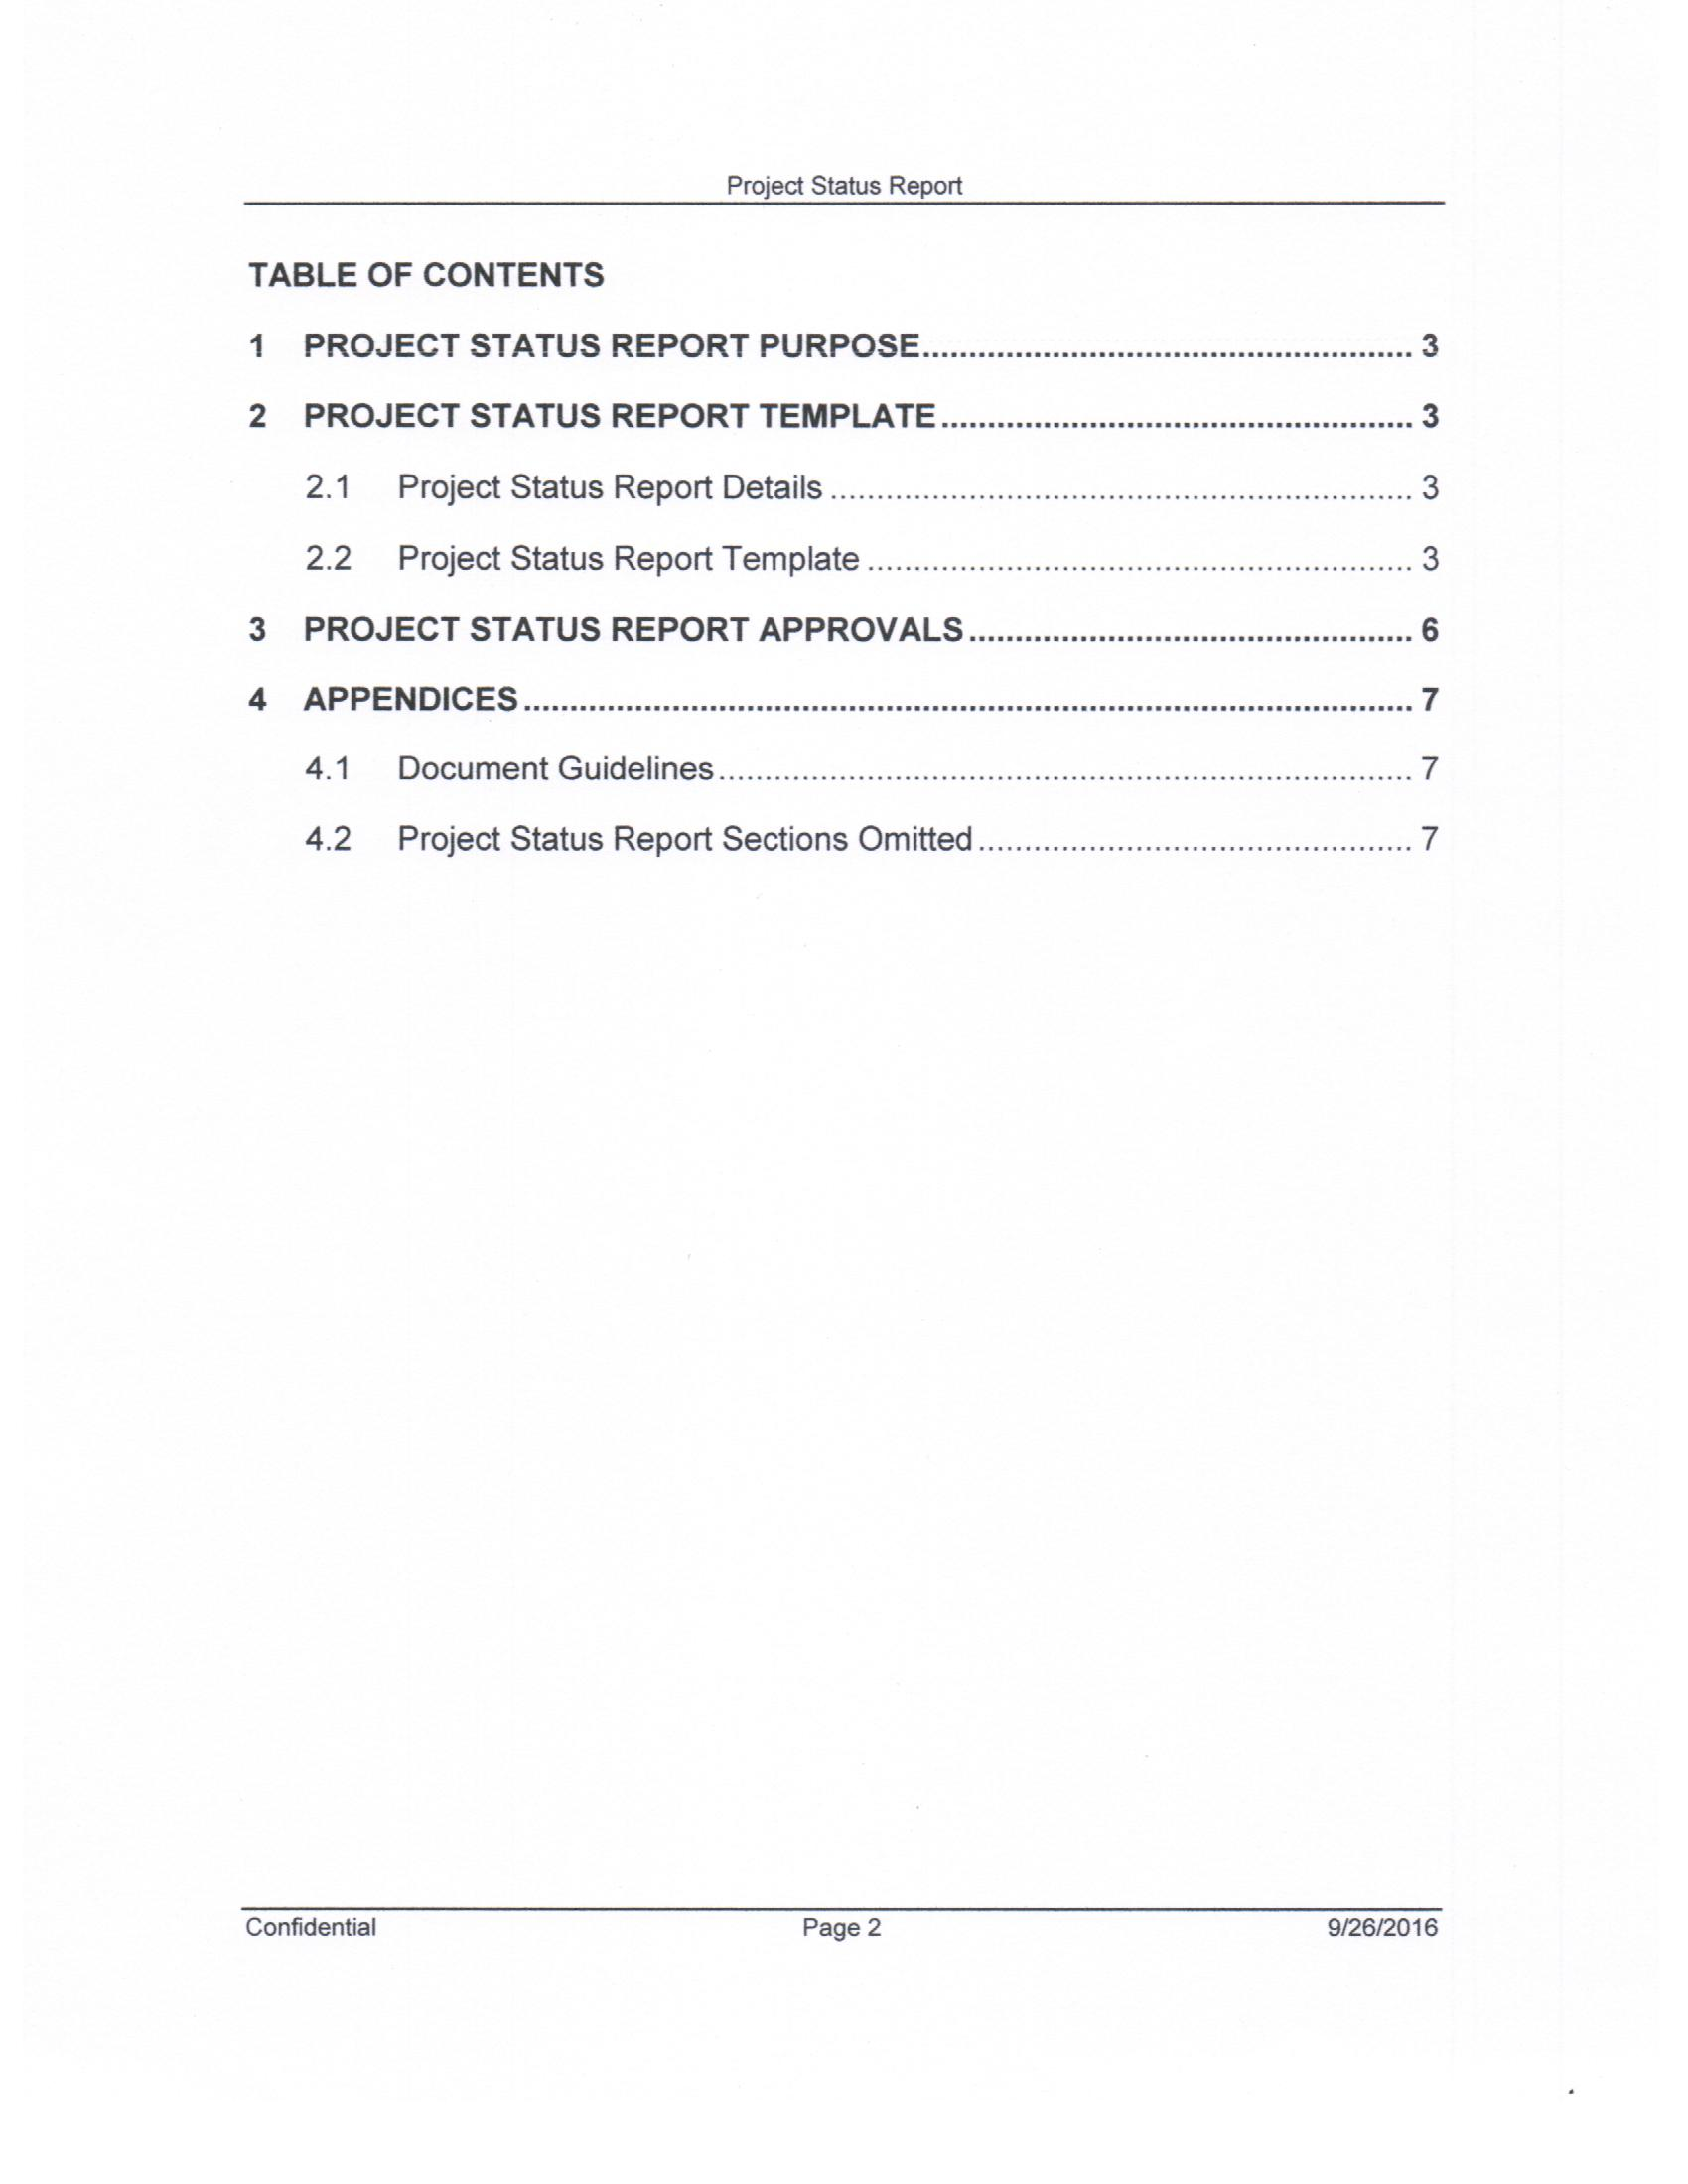 Project Status Report
TABLE OF CONTENTS
1 PROJECT STATUS REPORT PURPOSE..................................................... 3
2 PROJECT STATUS REPORT TEMPLATE................................................... 3
2.1 Project Status Report Details ............................................................... 3
2.2 Project Status Report Template ........................................................... 3
3 PROJECT STATUS REPORT APPROVALS................................................ 6
4 APPENDICES................................................................................................ 7
4.1 Document Guidelines........................................................................... 7
4.2 Project Status Report Sections Omitted............................................... 7
Confidential Page 2 9/26/2016